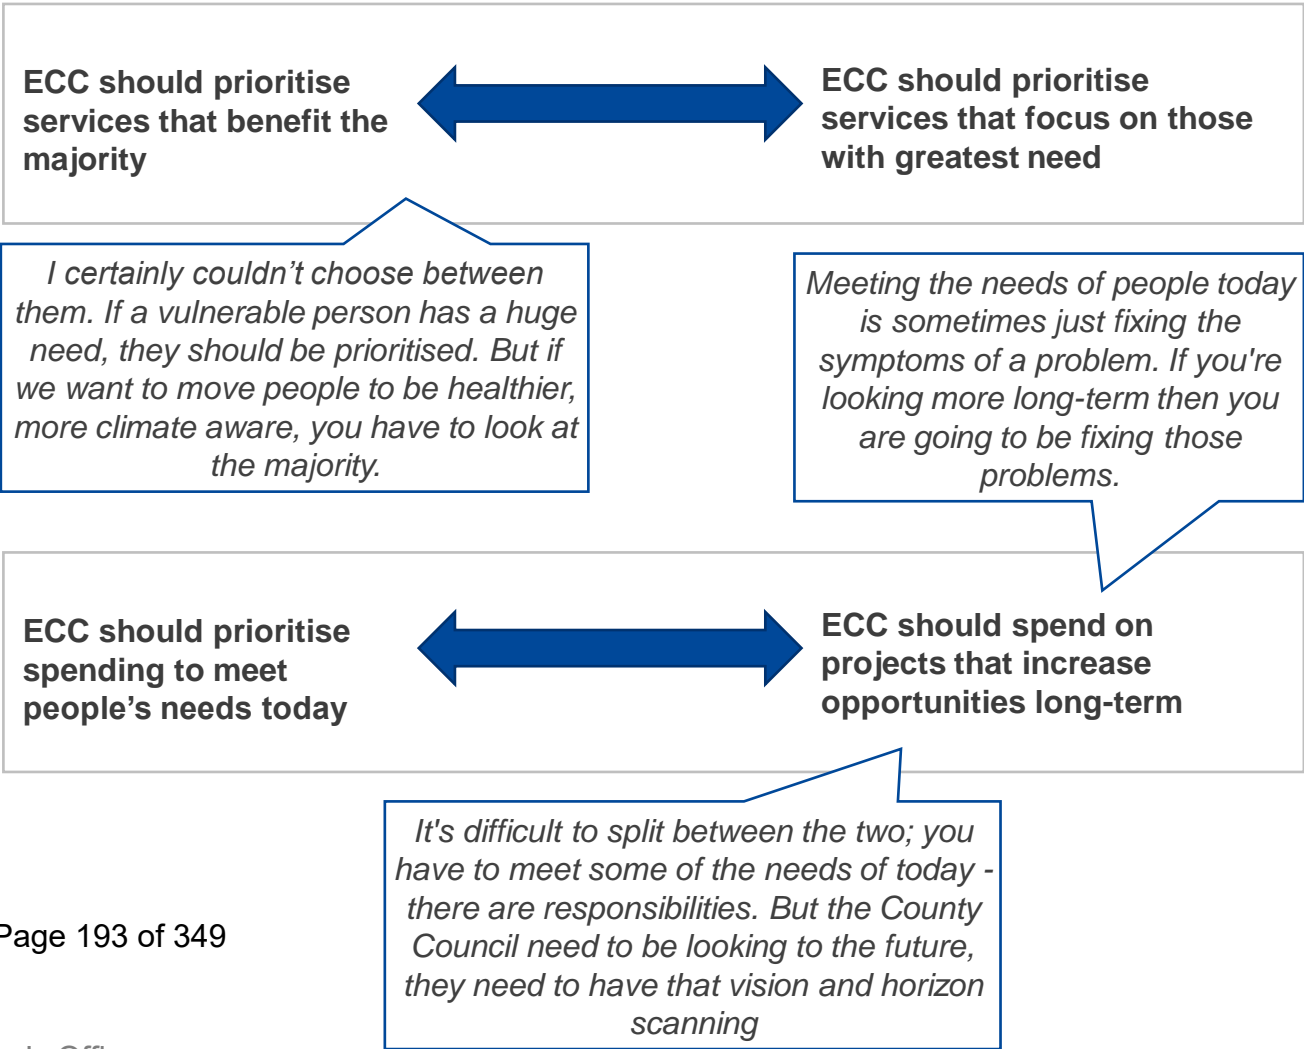 ECC should prioritise
services that benefit the
majority
ECC should prioritise
services that focus on those
with greatest need
I certainly couldn’t choose between
them. If a vulnerable person has a huge
need, they should be prioritised. But if
we want to move people to be healthier,
more climate aware, you have to look at
the majority.
Meeting the needs of people today
is sometimes just fixing the
symptoms of a problem. If you're
looking more long-term then you
are going to be fixing those
problems.
ECC should prioritise
spending to meet
people’s needs today
ECC should spend on
projects that increase
opportunities long-term
It's difficult to split between the two; you
have to meet some of the needs of today -
there are responsibilities. But the County
Council need to be looking to the future,
they need to have that vision and horizon
scanning
Page 193 of 349